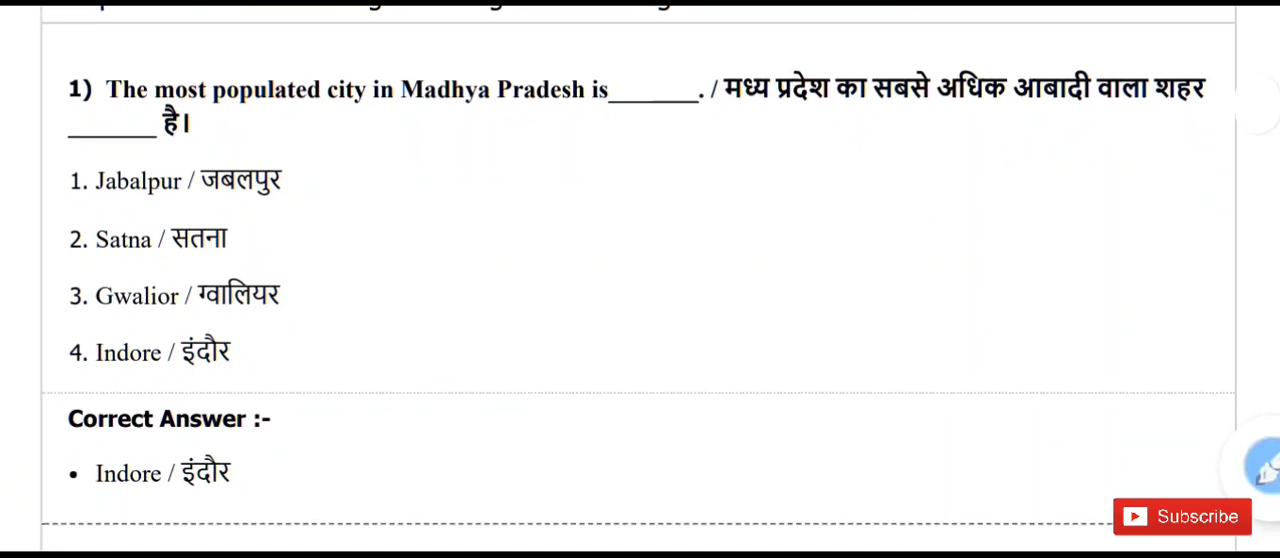 1) The most populated city in Madhya Pradesh is_______. / मध्य प्रदेश का सबसे अधिक आबादी वाला शहर
_______ है।
1. Jabalpur / जबलपुर
2. Satna / सतना
3. Gwalior / ग्वालियर
4. Indore / इंदौर
Correct Answer :-
• Indore / इंदौर
Subscribe